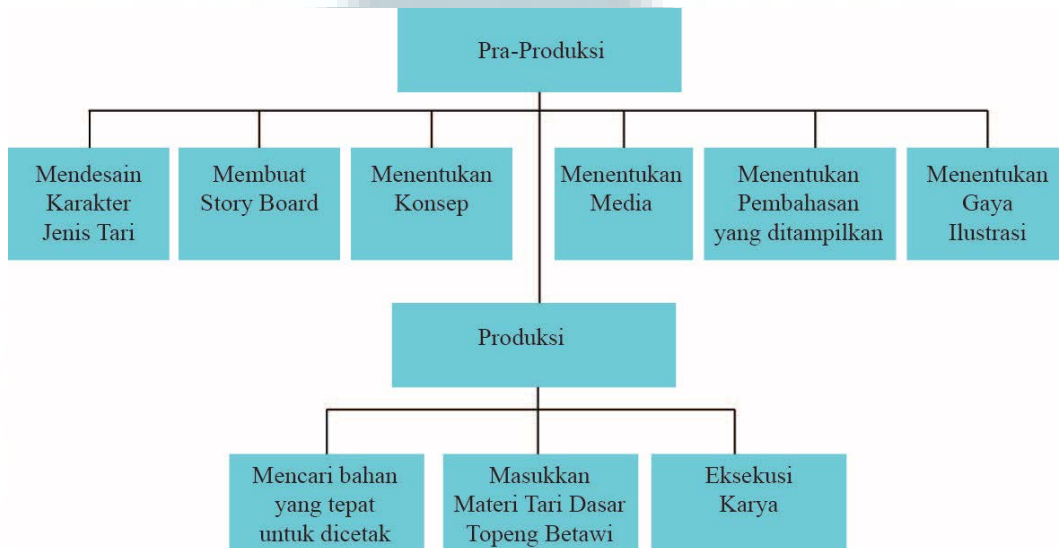 Pra-Produksi
Mendesain
Karakter
Jenis Tari
Membuat
Story Board
Menentukan
Konsep
Menentukan
Media
Menentukan
Pembahasan
yang ditampilkan
Menentukan
Gaya
Ilustrasi
Produksi
Mencari bahan
yang tepat
untuk dicetak
Masukkan
Materi Tari Dasar
Topeng Betawi
Eksekusi
Karya